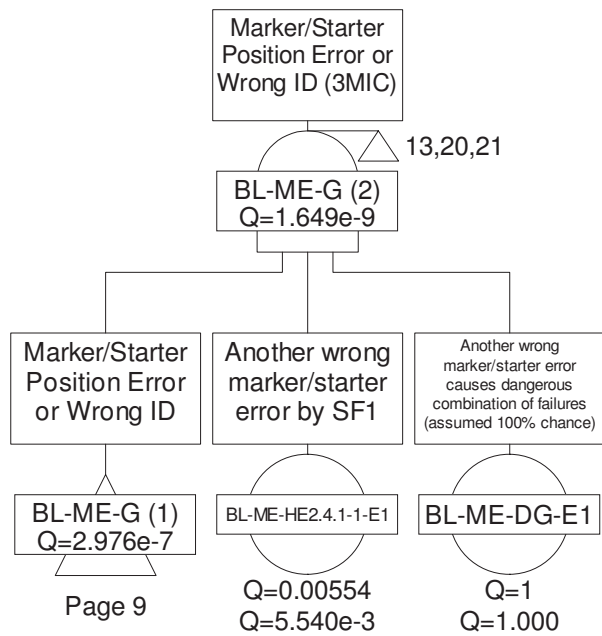 Marker/Starter
Position Error or
Wrong ID (3MIC)
13,20,21
BL-ME-G (2)
Q=1.649e-9
Marker/Starter
Position Error
or Wrong ID
Another wrong
marker/starter
error by SF1
Another wrong
marker/starter error
causes dangerous
combination of failures
(assumed 100% chance)
BL-ME-G (1)
Q=2.976e-7
BL-ME-HE2.4.1-1-E1
BL-ME-DG-E1
Page 9
Q=0.00554
Q=5.540e-3
Q=1
Q=1.000